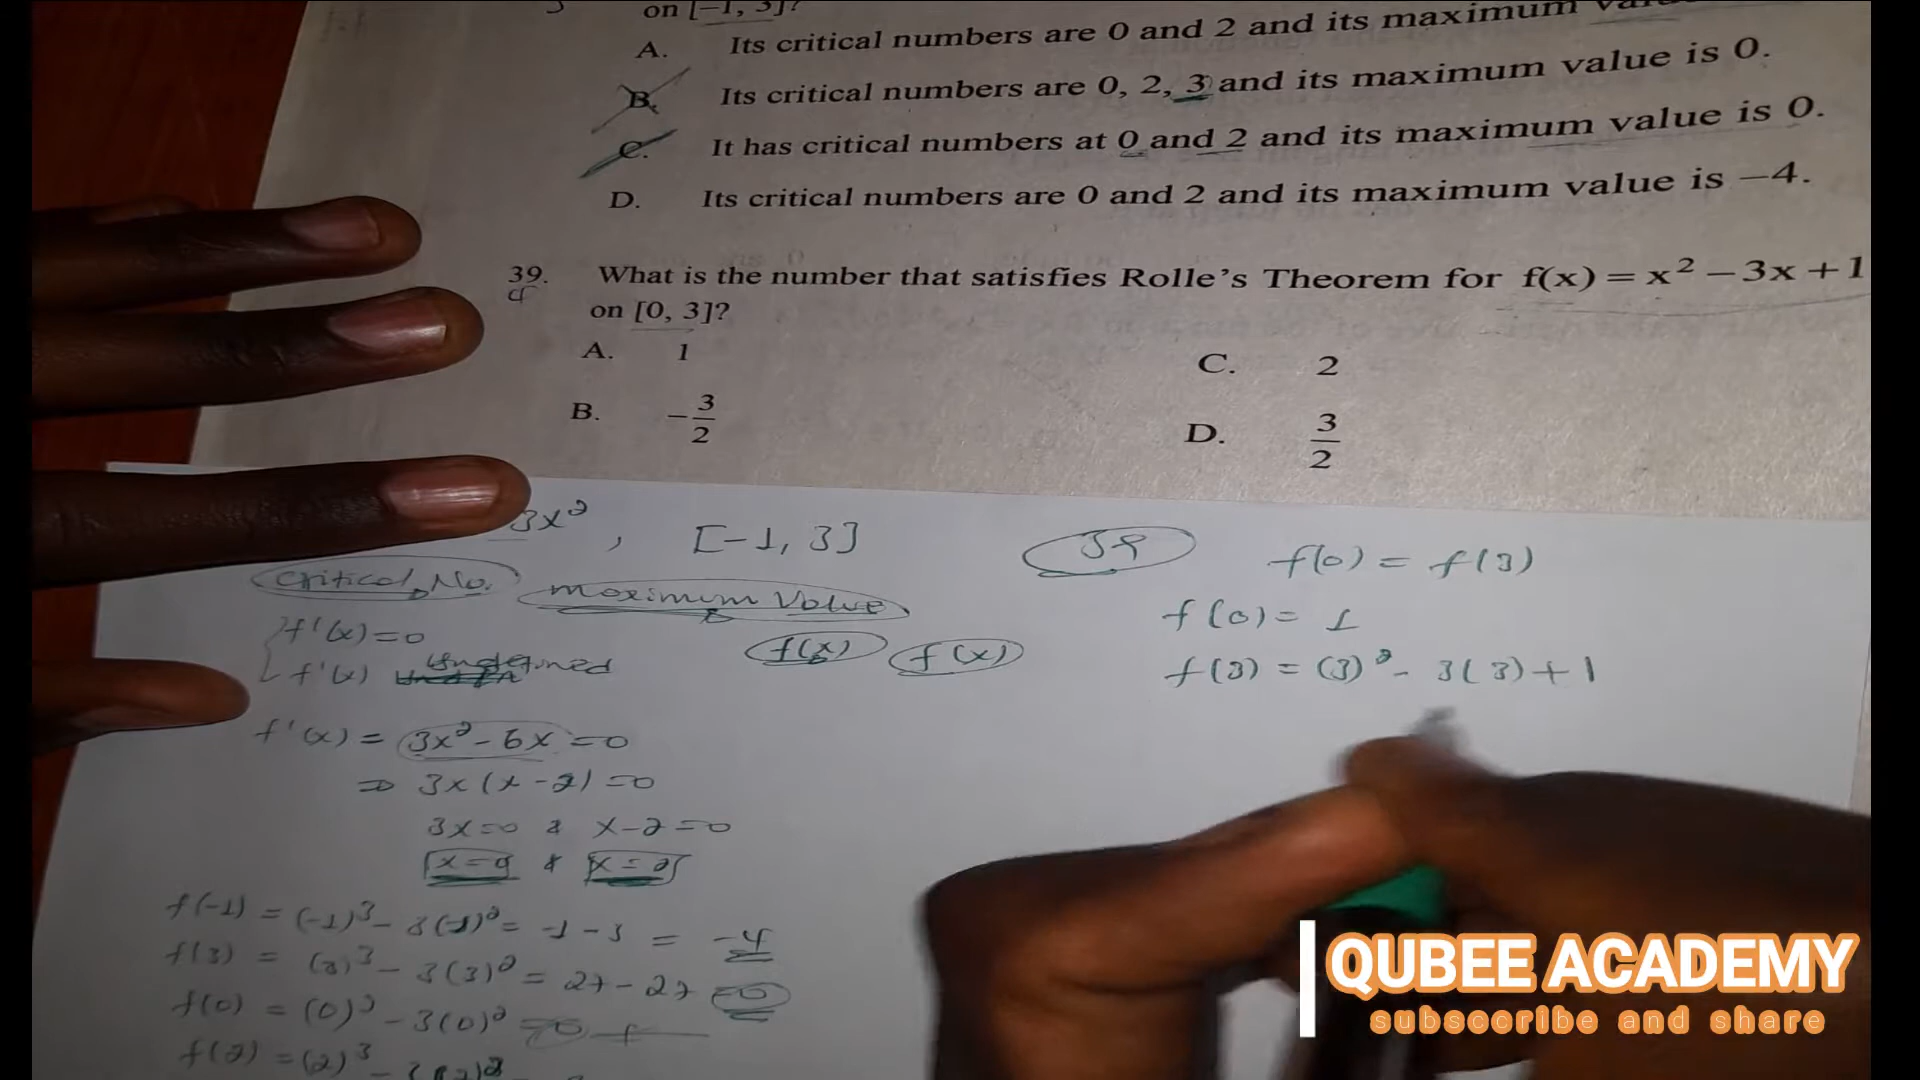 on [−1, 3]?
A. Its critical numbers are 0 and 2 and its maximum
B. Its critical numbers are 0, 2, 3 and its maximum value is 0.
C. It has critical numbers at 0 and 2 and its maximum value is 0.
D. Its critical numbers are 0 and 2 and its maximum value is −4.
39. What is the number that satisfies Rolle's Theorem for f(x) = x² − 3x + 1
on [0, 3]?
A. 1
B. −3/2
C. 2
D. 3/2
3x², [-1, 3]
Critical No. maximum Value
f'(x)=0
f'(x) undefined
f(x) f(x)
f'(x) = 3x²-6x =0
⇒ 3x(x-2)=0
3x=0 & x-2=0
x=0 & x=2
f(-1) = (-1)³- 3(-1)²= -1 -3 = -4
f(3) = (3)³- 3(3)²= 27-27 =0
f(0) = (0)³ -3(0)² =0
f(2) = (2)³
39 f(0) = f(3)
f(0)= 1
f(3) = (3)² - 3(3)+1
QUBEE ACADEMY
subsccribe and share